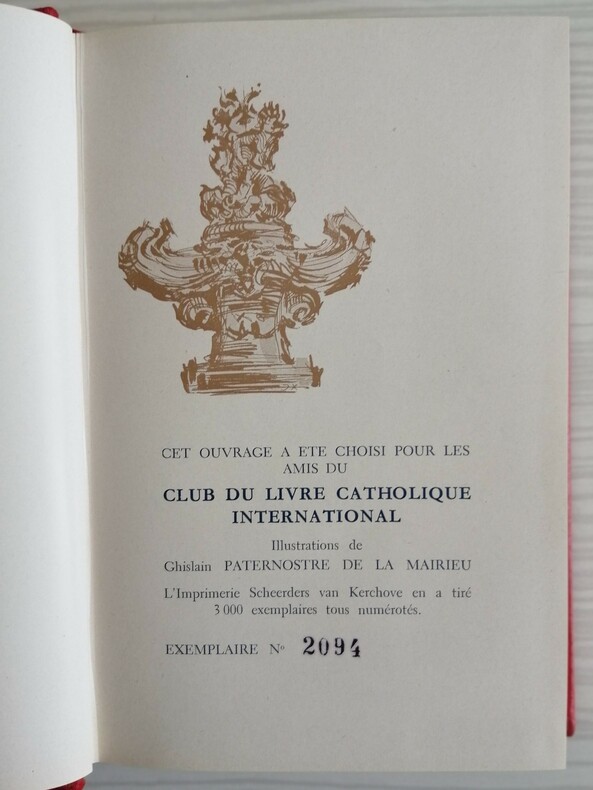 CET OUVRAGE A ETE CHOISI POUR LES
AMIS DU
CLUB DU LIVRE CATHOLIQUE
INTERNATIONAL
Illustrations de
Ghislain PATERNOSTRE DE LA MAIRIEU
L'Imprimerie Scheerders van Kerchove en a tiré
3 000 exemplaires tous numérotés.
EXEMPLAIRE Nº 2094